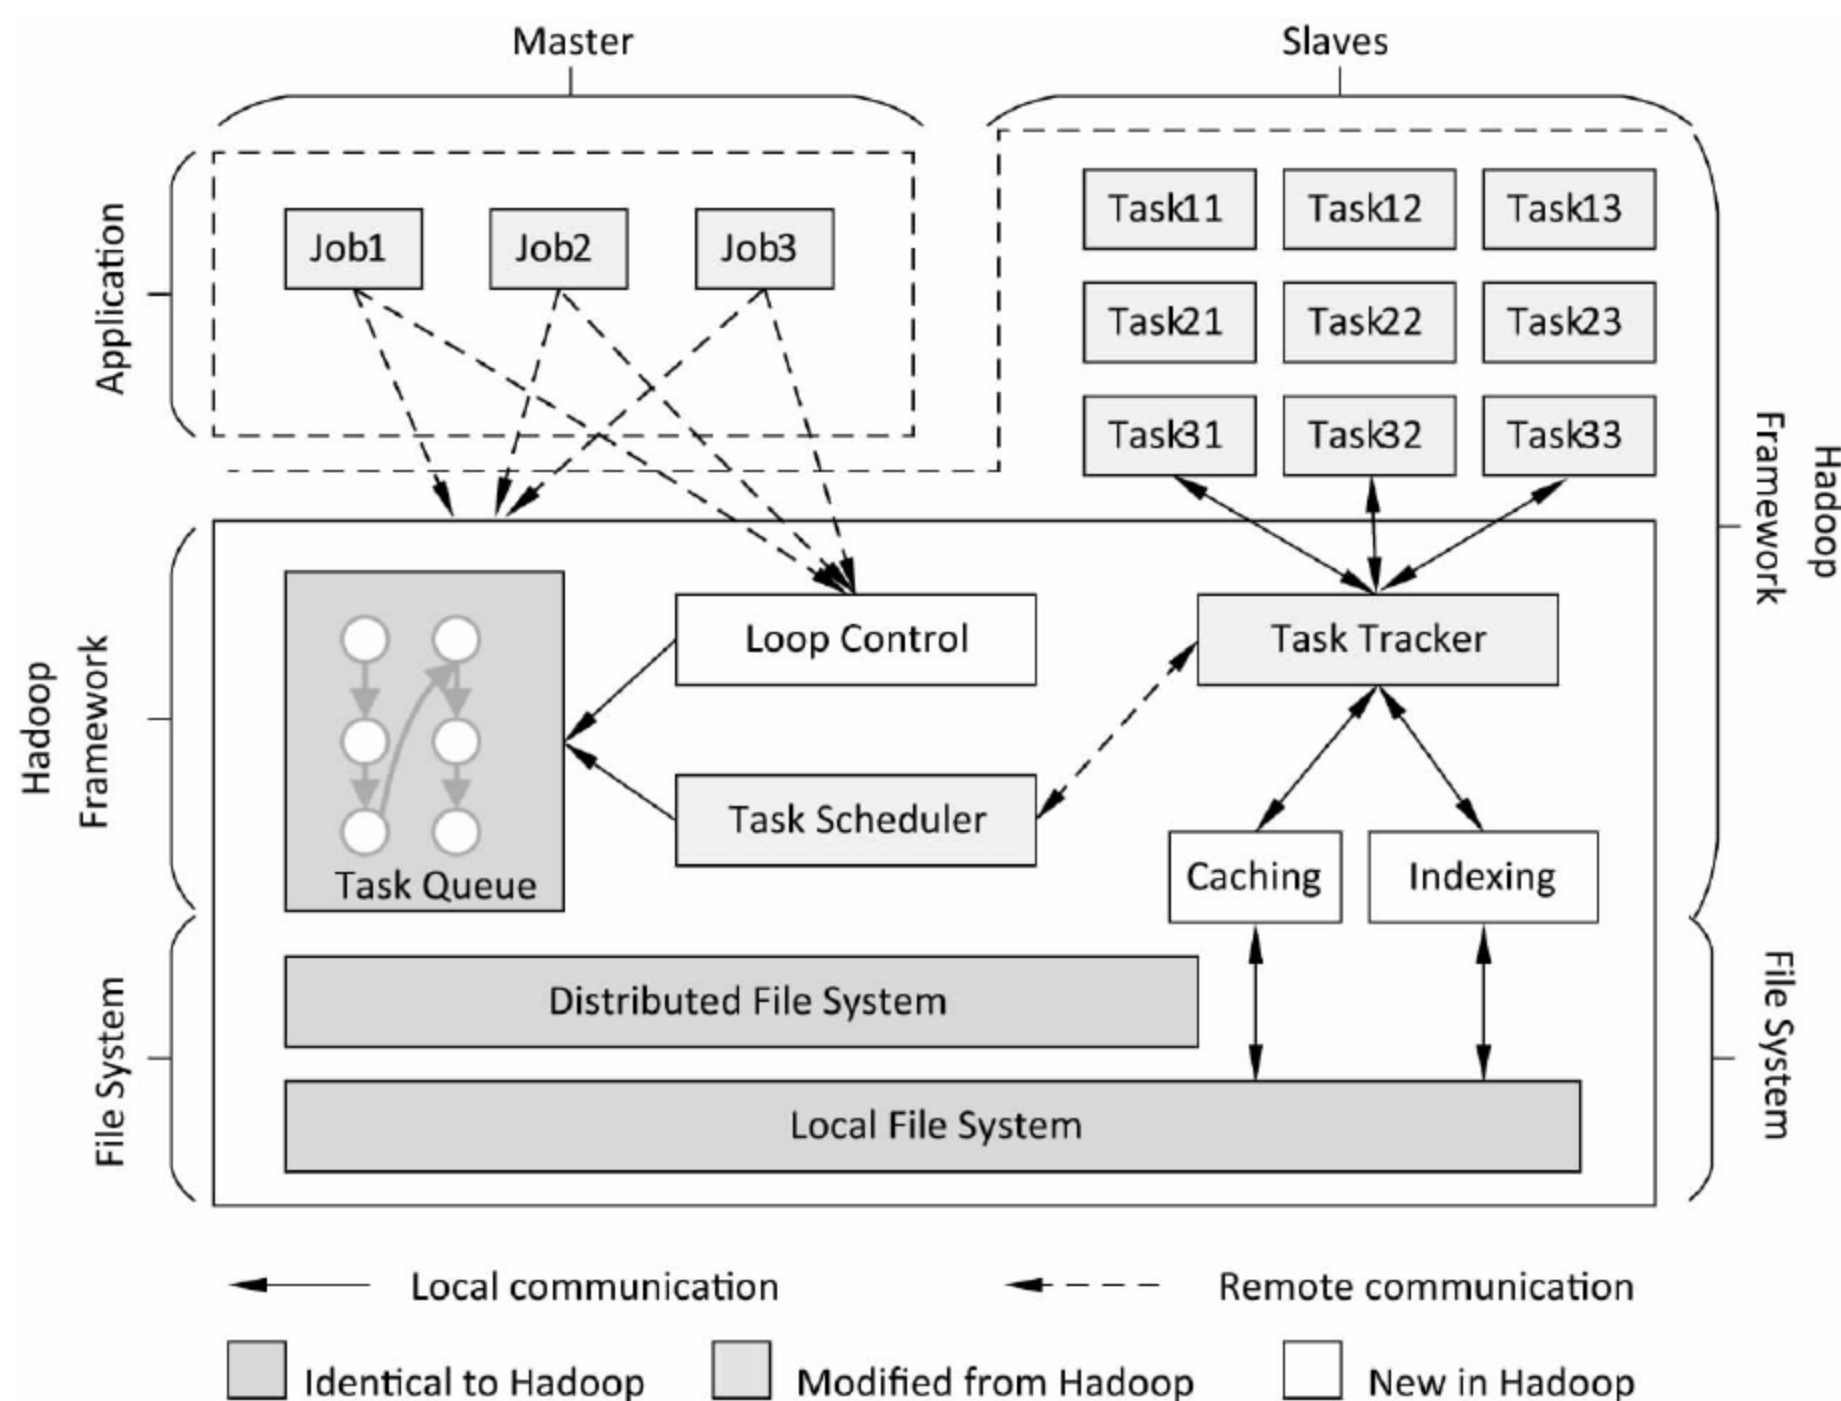 Master
Slaves
Application
Job1
Job2
Job3
Task11
Task12
Task13
Task21
Task22
Task23
Task31
Task32
Task33
Hadoop
Framework
Hadoop
Framework
Task Queue
Loop Control
Task Scheduler
Task Tracker
Caching
Indexing
File System
Distributed File System
Local File System
File System
Local communication
Remote communication
Identical to Hadoop
Modified from Hadoop
New in Hadoop